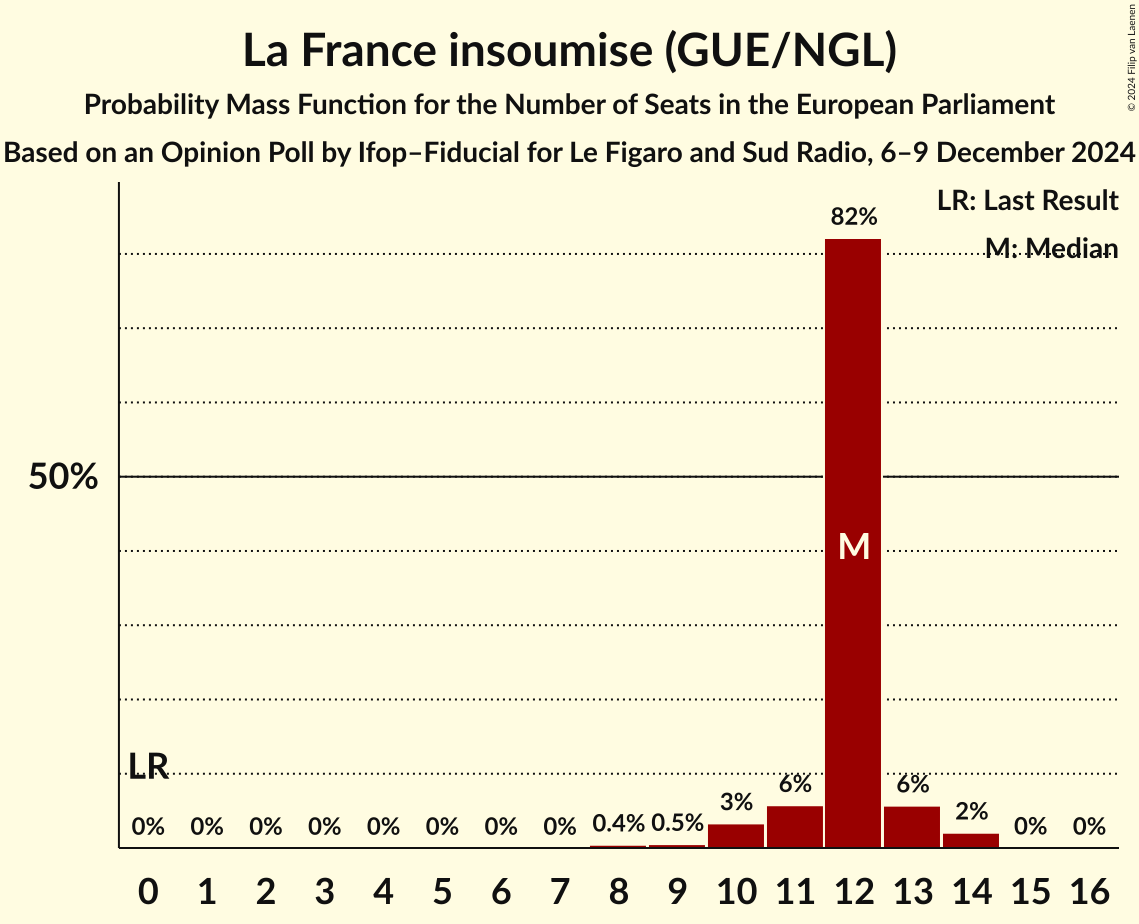 La France insoumise (GUE/NGL)
Probability Mass Function for the Number of Seats in the European Parliament
Based on an Opinion Poll by Ifop–Fiducial for Le Figaro and Sud Radio, 6–9 December 2024
© 2024 Filip van Laenen
LR: Last Result
M: Median
82%
50%
M
LR
0% 0% 0% 0% 0% 0% 0% 0% 0.4% 0.5% 3% 6% 6% 2% 0% 0%
0 1 2 3 4 5 6 7 8 9 10 11 12 13 14 15 16